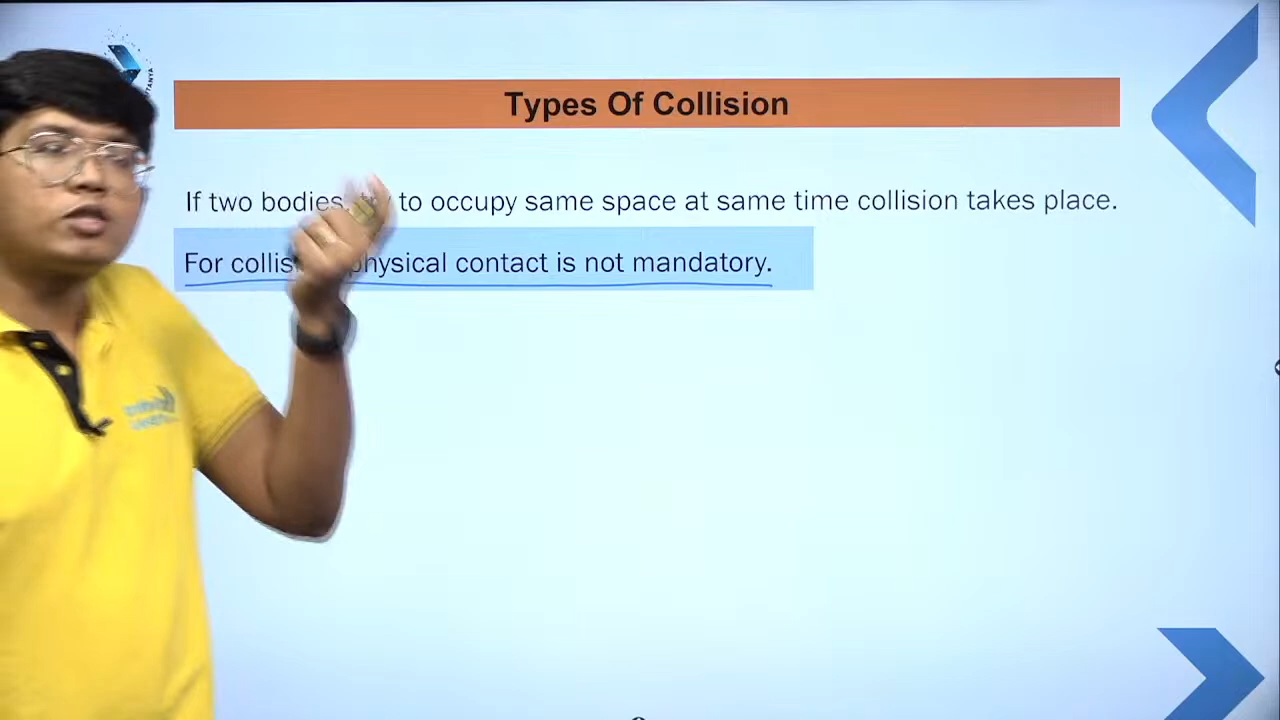 Types Of Collision
If two bodies to occupy same space at same time collision takes place.
For physical contact is not mandatory.